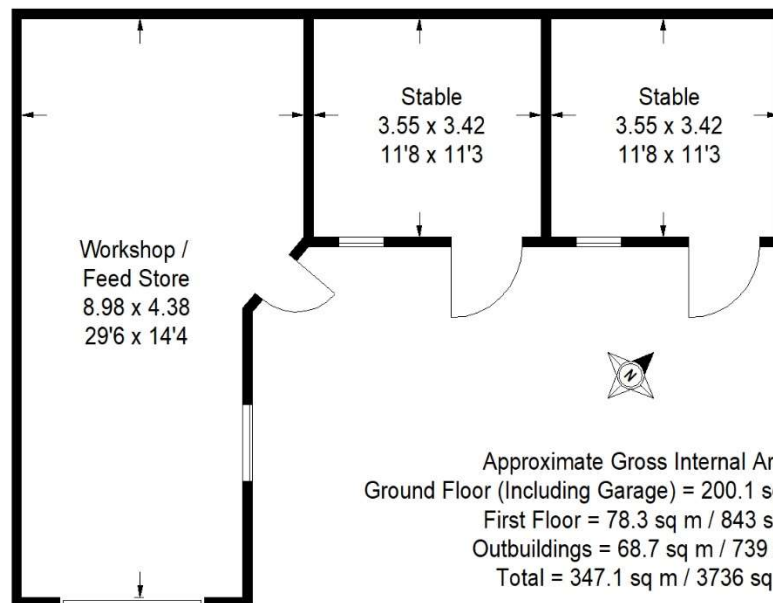 Stable
3.55 x 3.42
11'8 x 11'3
Stable
3.55 x 3.42
11'8 x 11'3
Workshop /
Feed Store
8.98 x 4.38
29'6 x 14'4
N
Approximate Gross Internal
Ground Floor (Including Garage) = 200.1
First Floor = 78.3 sq m / 843
Outbuildings = 68.7 sq m / 739
Total = 347.1 sq m / 3736 sq